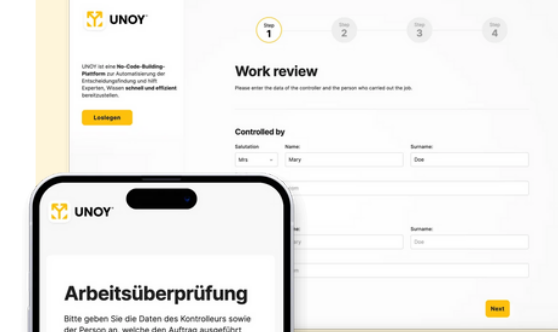 UNOY
UNOY ist eine No-Code-Building-
Plattform zur Automatisierung der
Entscheidungsfindung und hilft
Experten, Wissen schnell und effizient
bereitzustellen.
Loslegen
Step
1
Step
2
Step
3
Step
4
Work review
Please enter the data of the controller and the person who carried out the job.
Controlled by
Salutation
Name:
Surname:
Mrs
Mary
Doe
Surname:
Doe
Next
UNOY
Arbeitsüberprüfung
Bitte geben Sie die Daten des Kontrolleurs sowie
der Person an, welche den Auftrag ausgeführt